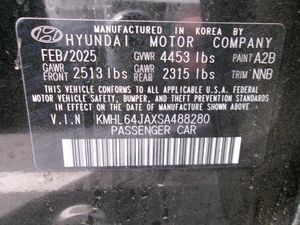 MANUFACTURED IN KOREA BY
HYUNDAI MOTOR COMPANY
FEB/2025 GVWR 4453 lbs PAINT A2B
GAWR FRONT 2513 lbs GAWR REAR 2315 lbs TRIM NNB
THIS VEHICLE CONFORMS TO ALL APPLICABLE U.S. FEDERAL
MOTOR VEHICLE SAFETY, BUMPER, AND THEFT PREVENTION
STANDARDS IN EFFECT ON THE DATE OF MANUFACTURE SHOWN ABOVE.
V.I.N KMHL64JAXSA488280
PASSENGER CAR